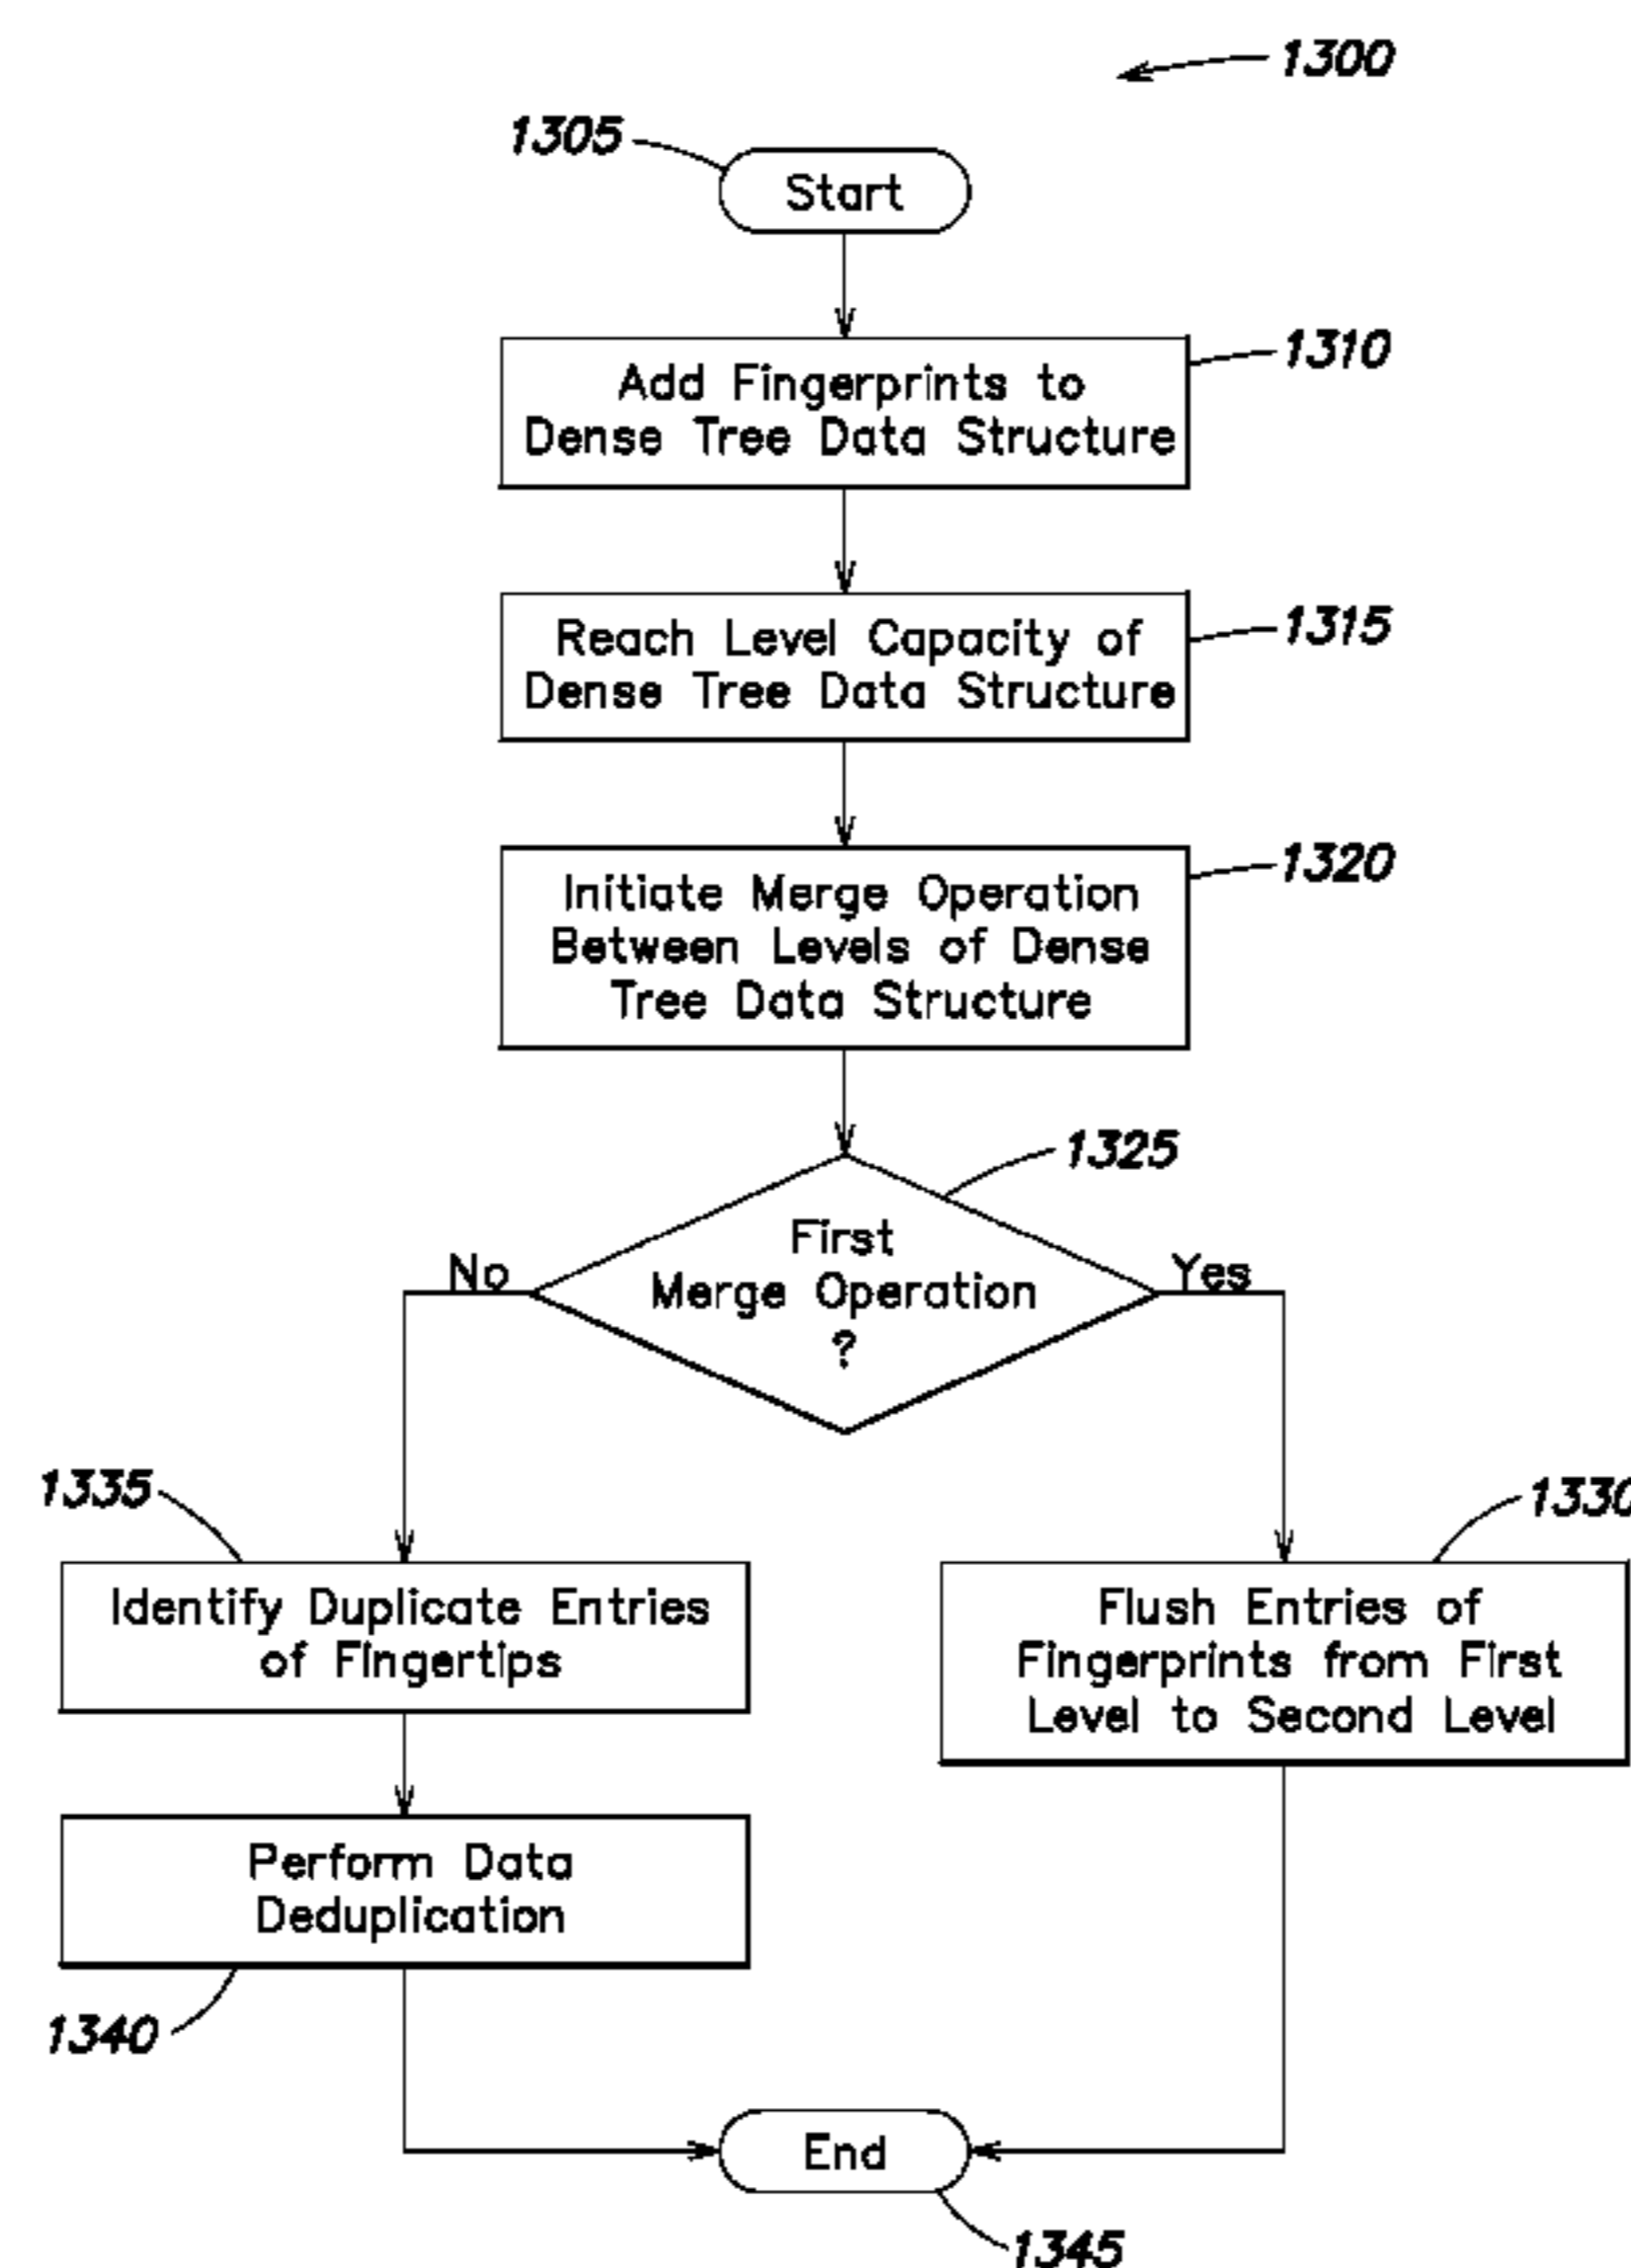 1300
1305
Start
1310
Add Fingerprints to
Dense Tree Data Structure
1315
Reach Level Capacity of
Dense Tree Data Structure
1320
Initiate Merge Operation
Between Levels of Dense
Tree Data Structure
1325
First
Merge Operation
?
No
Yes
1335
Identify Duplicate Entries
of Fingertips
1330
Flush Entries of
Fingerprints from First
Level to Second Level
Perform Data
Deduplication
1340
End
1345